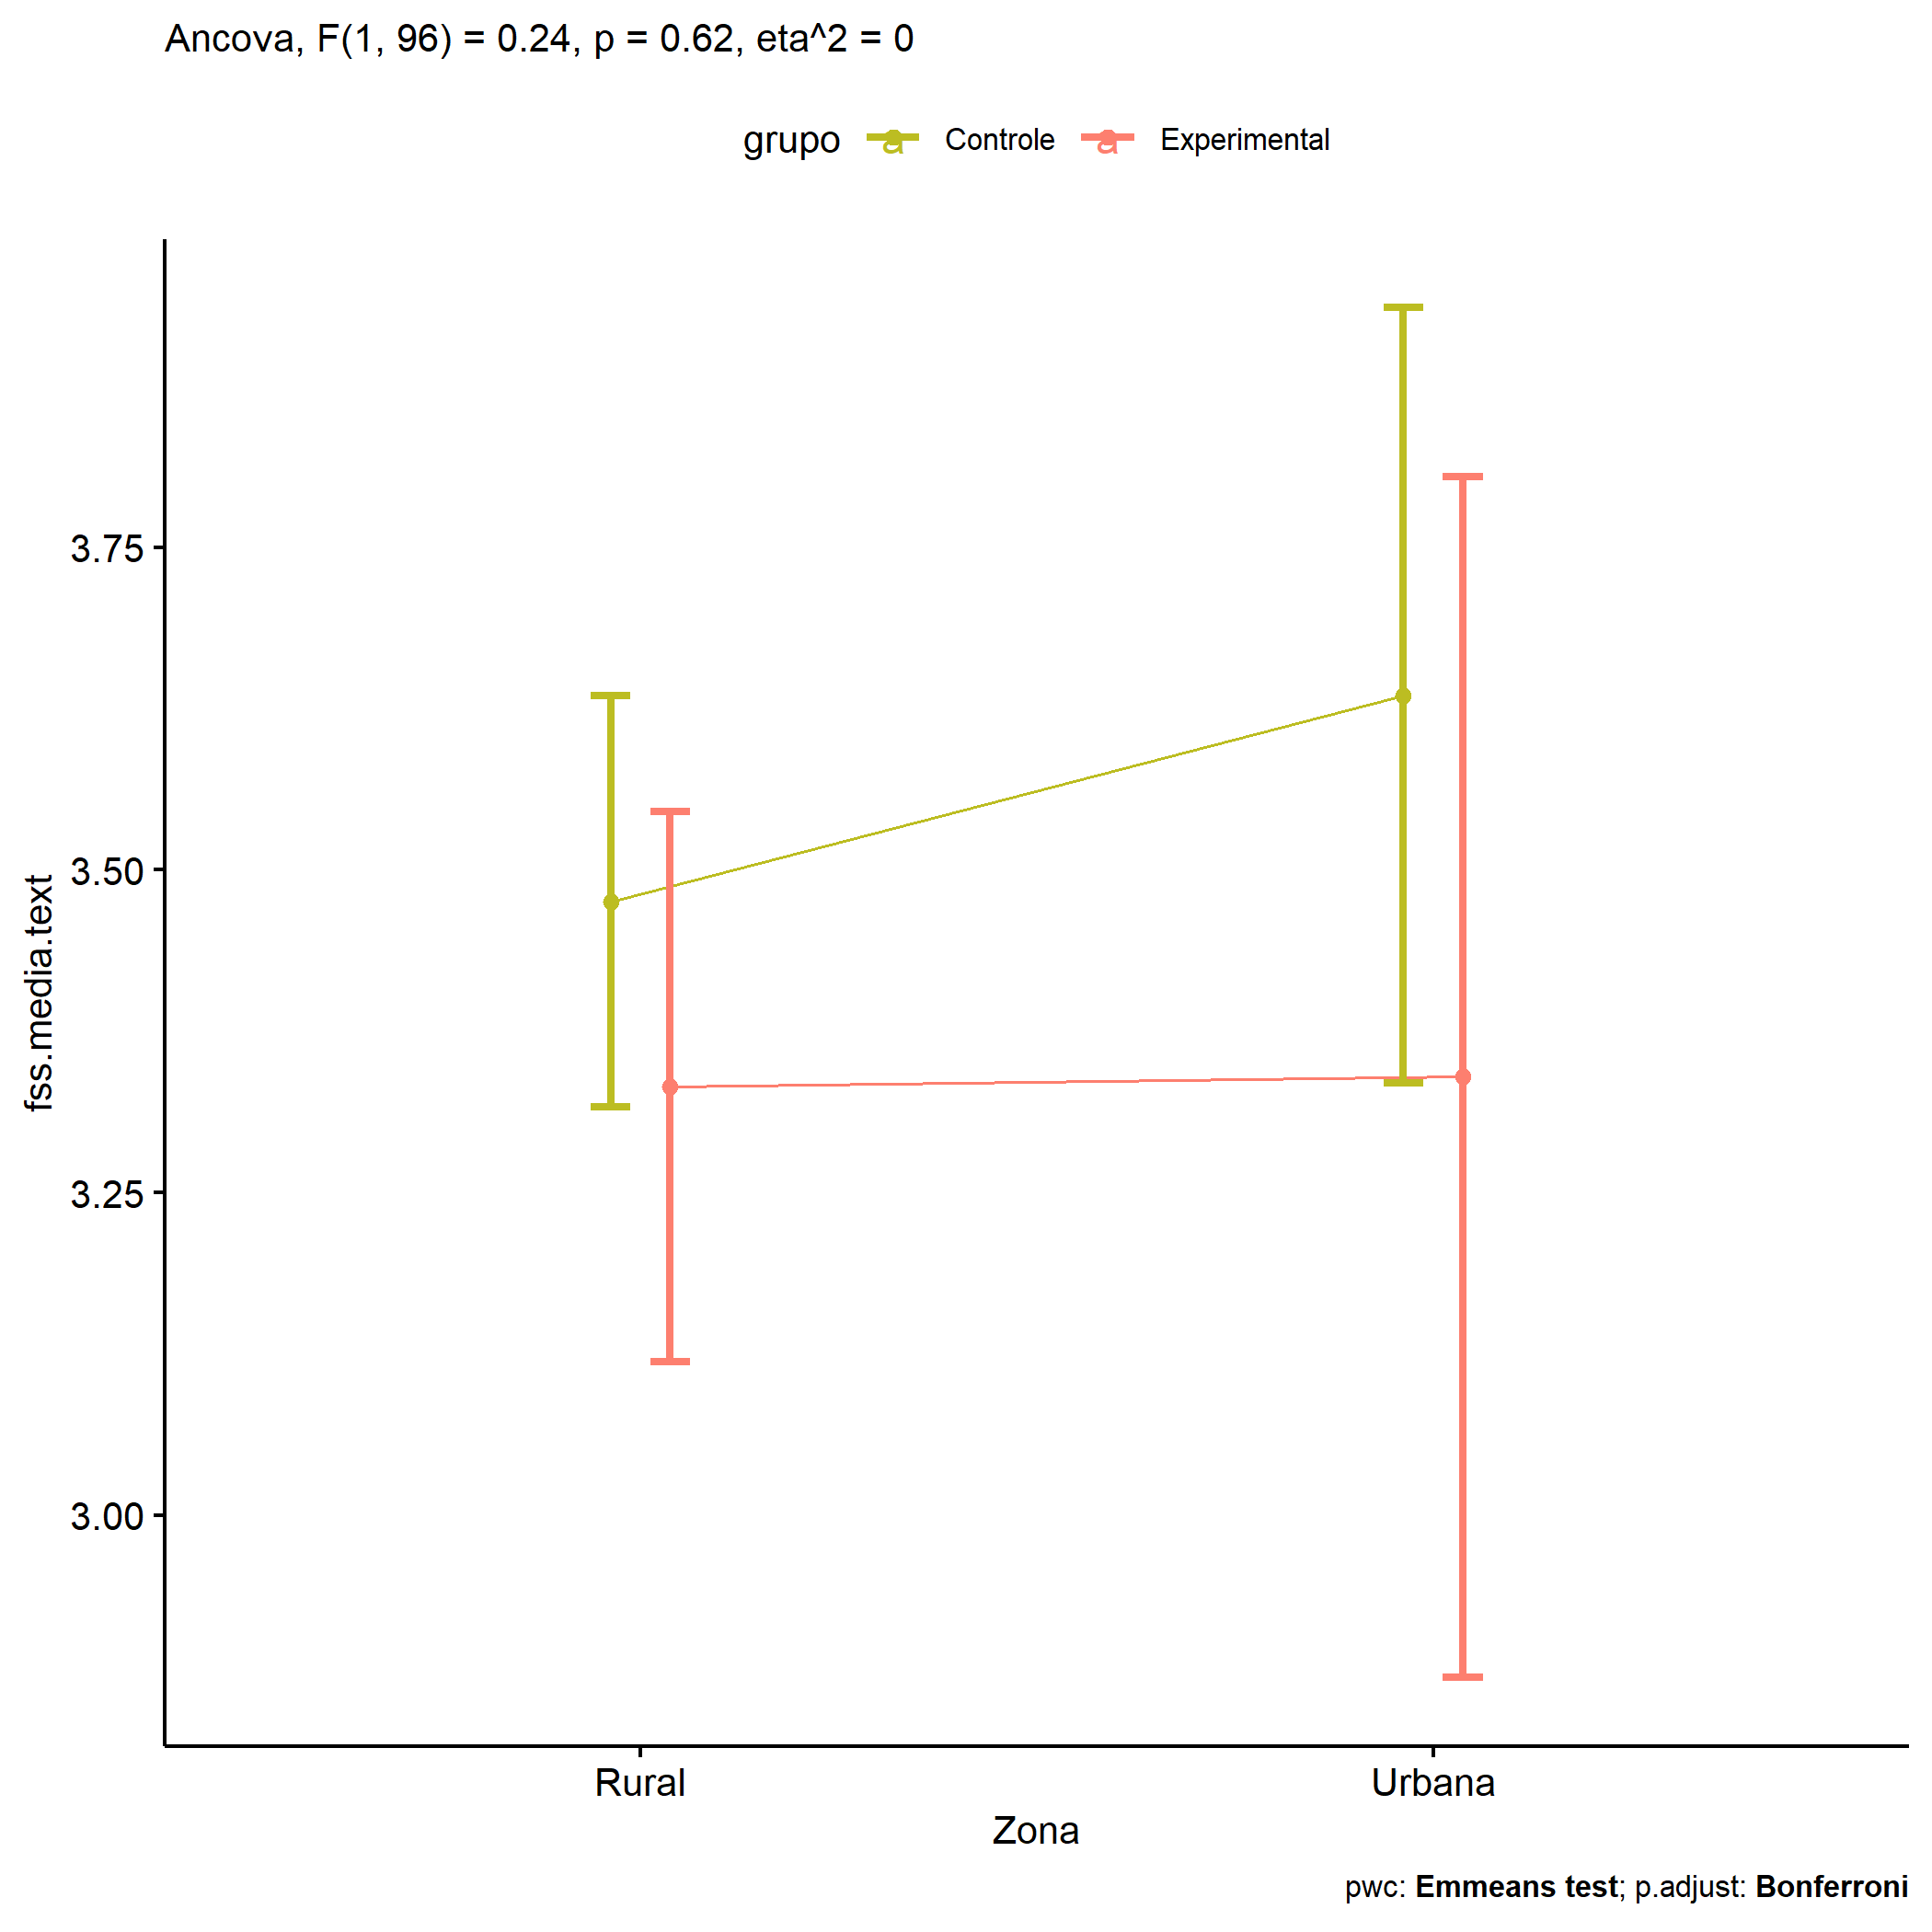 Ancova, F(1, 96) = 0.24, p = 0.62, eta^2 = 0
grupo a Controle a Experimental
3.75
3.50
3.25
3.00
fss.media.text
Rural Urbana
Zona
pwc: Emmeans test; p.adjust: Bonferroni